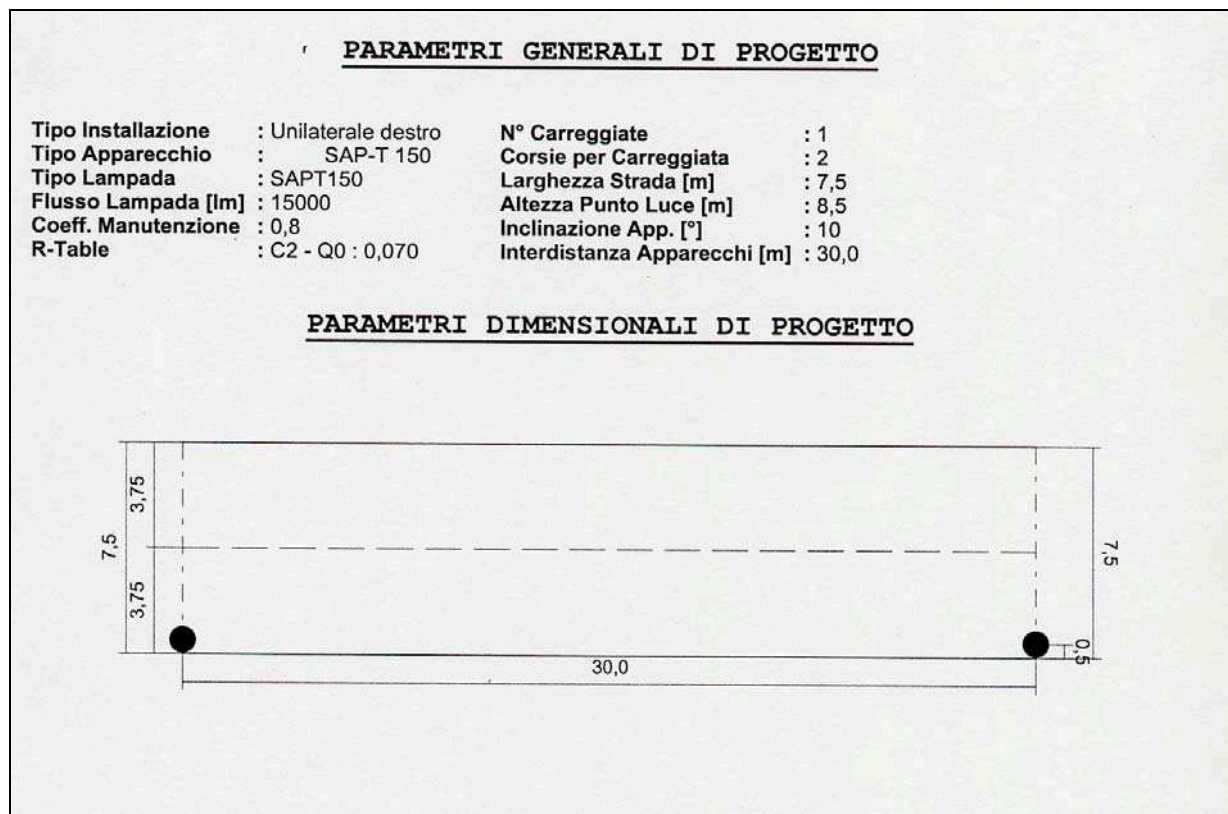 PARAMETRI GENERALI DI PROGETTO
Tipo Installazione : Unilaterale destro
Tipo Apparecchio : SAP-T 150
Tipo Lampada : SAPT150
Flusso Lampada [lm] : 15000
Coeff. Manutenzione : 0,8
R-Table : C2 - Q0 : 0,070
N° Carreggiate : 1
Corsie per Carreggiata : 2
Larghezza Strada [m] : 7,5
Altezza Punto Luce [m] : 8,5
Inclinazione App. [°] : 10
Interdistanza Apparecchi [m] : 30,0
PARAMETRI DIMENSIONALI DI PROGETTO
7,5
3,75
3,75
7,5
0,5
30,0